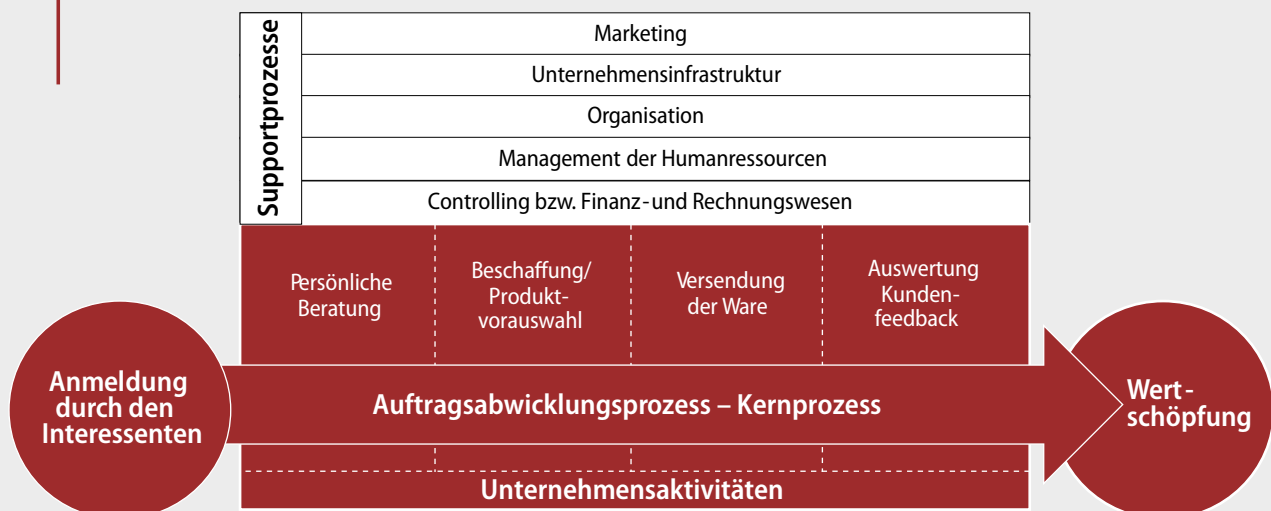 Supportprozesse
Marketing
Unternehmensinfrastruktur
Organisation
Management der Humanressourcen
Controlling bzw. Finanz- und Rechnungswesen
Persönliche
Beratung
Beschaffung/
Produkt-
vorauswahl
Versendung
der Ware
Auswertung
Kunden-
feedback
Anmeldung
durch den
Interessenten
Auftragsabwicklungsprozess – Kernprozess
Wert-
schöpfung
Unternehmensaktivitäten